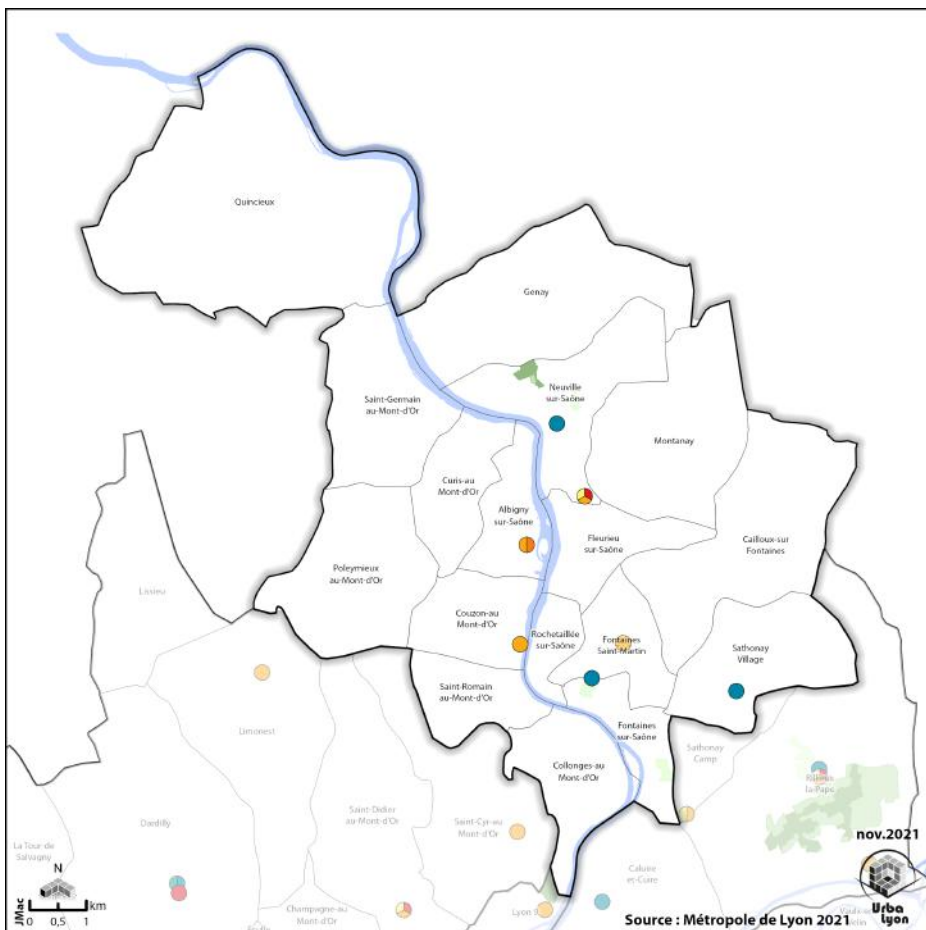 Quincieux
Genay
Neuville
sur-Saône
Saint-Germain
au-Mont-d'Or
Montanay
Curis-au
Mont-d'Or
Albigny
sur-Saône
Fleurieu
sur-Saône
Cailloux-sur
Fontaines
Poleymieux
au-Mont-d'Or
Lissieu
Couzon-au
Mont-d'Or
Rochetaillée
sur-Saône
Fontaines
Saint-Martin
Sathonay
Village
Saint-Romain
au-Mont-d'Or
Limonest
Fontaines
sur-Saône
Sathonay
Camp
Collonges-au
Mont-d'Or
Rillieux
la-Pape
Saint-Didier
au-Mont-d'Or
Saint-Cyr-au
Mont-d'Or
Dardilly
La Tour-de
Salvagny
nov.2021
Caluire
et-Cuire
N
JMac
0 0,5 1 km
Champagne-au
Mont-d'Or
Lyon 9
Source : Métropole de Lyon 2021
Urba
Lyon